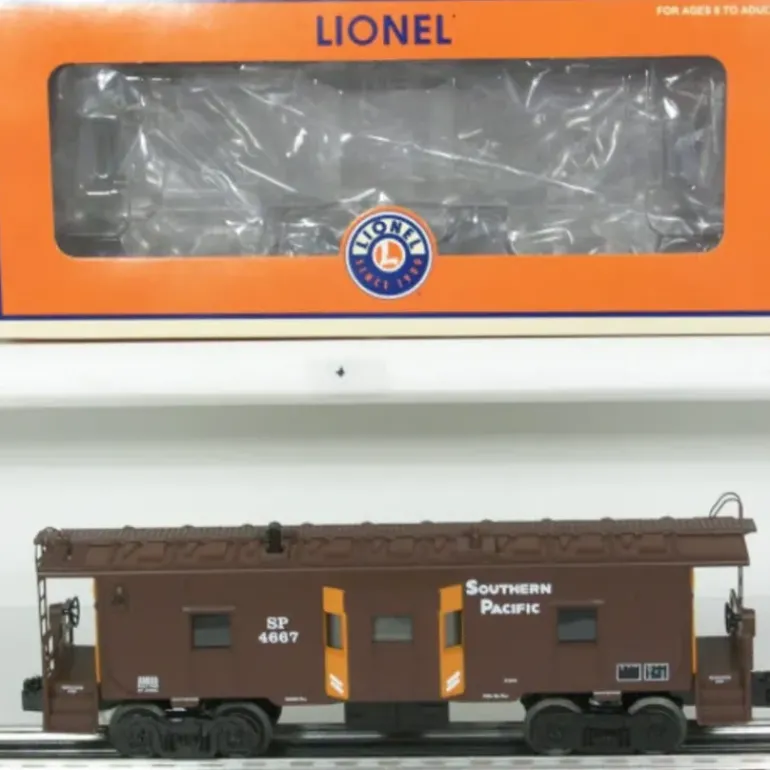 FOR AGES 8 TO ADULT
LIONEL
LIONEL
L
SINCE 1900
SP
4667
SOUTHERN
PACIFIC